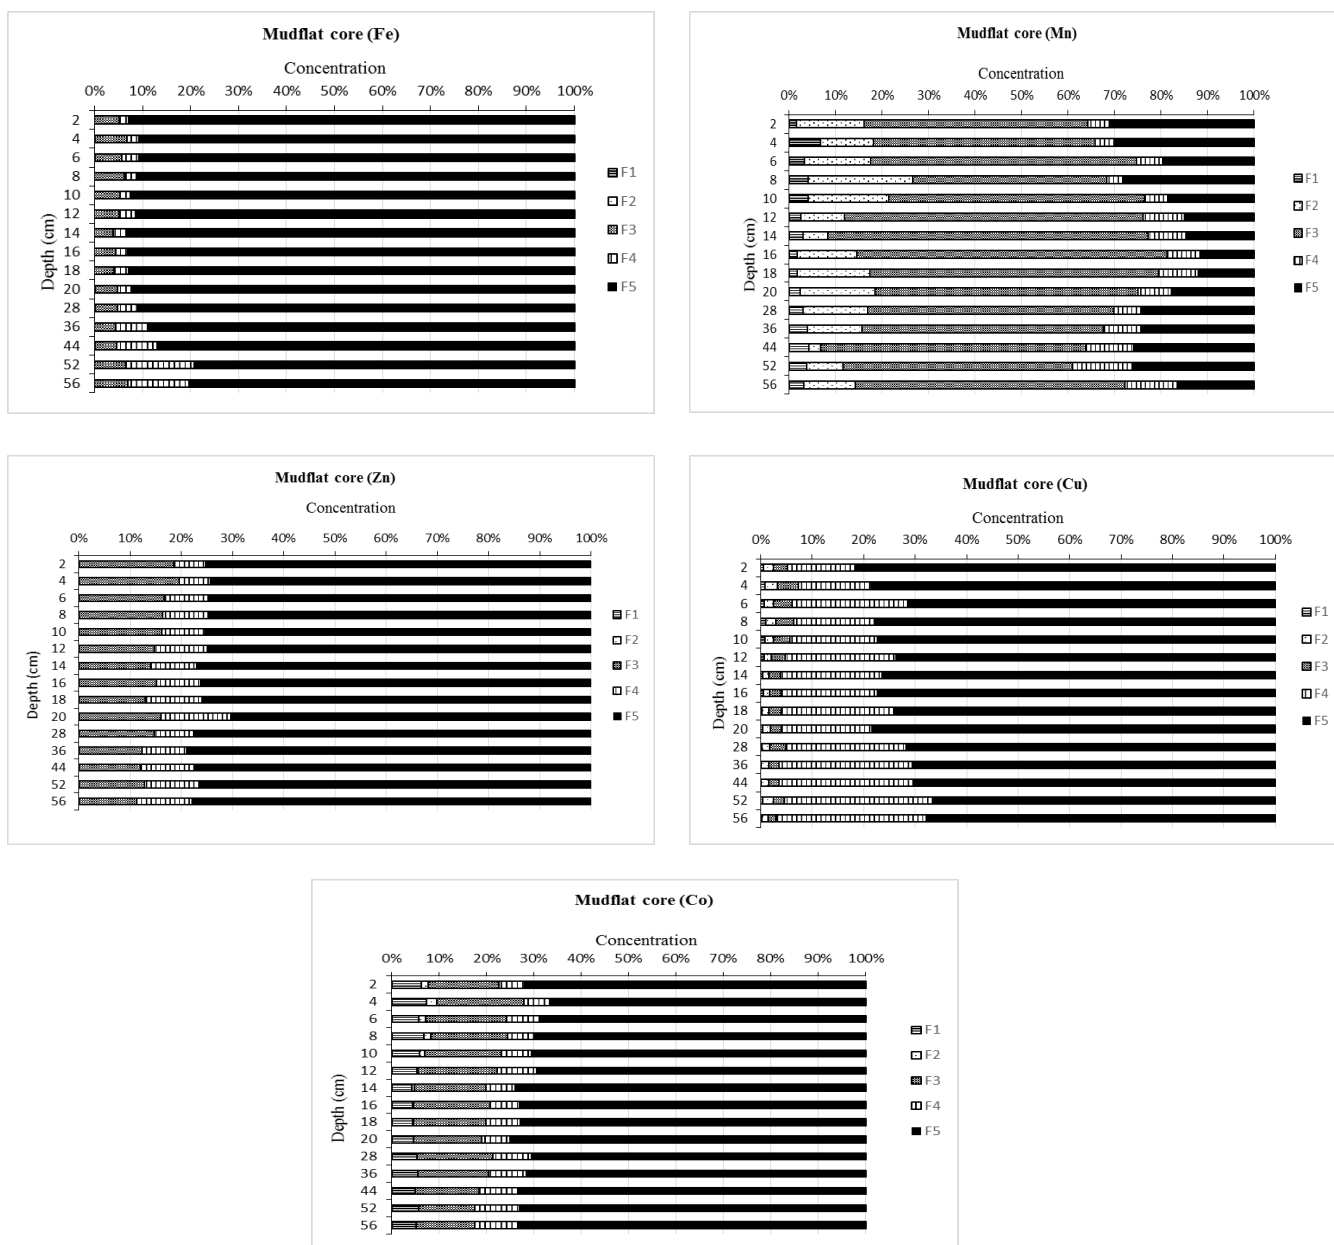 Mudflat core (Fe)
Concentration
0% 10% 20% 30% 40% 50% 60% 70% 80% 90% 100%
Depth (cm)
2
4
6
8
10
12
14
16
18
20
28
36
44
52
56
F1
F2
F3
F4
F5
Mudflat core (Mn)
Concentration
0% 10% 20% 30% 40% 50% 60% 70% 80% 90% 100%
Depth (cm)
2
4
6
8
10
12
14
16
18
20
28
36
44
52
56
F1
F2
F3
F4
F5
Mudflat core (Zn)
Concentration
0% 10% 20% 30% 40% 50% 60% 70% 80% 90% 100%
Depth (cm)
2
4
6
8
10
12
14
16
18
20
28
36
44
52
56
F1
F2
F3
F4
F5
Mudflat core (Cu)
Concentration
0% 10% 20% 30% 40% 50% 60% 70% 80% 90% 100%
Depth (cm)
2
4
6
8
10
12
14
16
18
20
28
36
44
52
56
F1
F2
F3
F4
F5
Mudflat core (Co)
Concentration
0% 10% 20% 30% 40% 50% 60% 70% 80% 90% 100%
Depth (cm)
2
4
6
8
10
12
14
16
18
20
28
36
44
52
56
F1
F2
F3
F4
F5